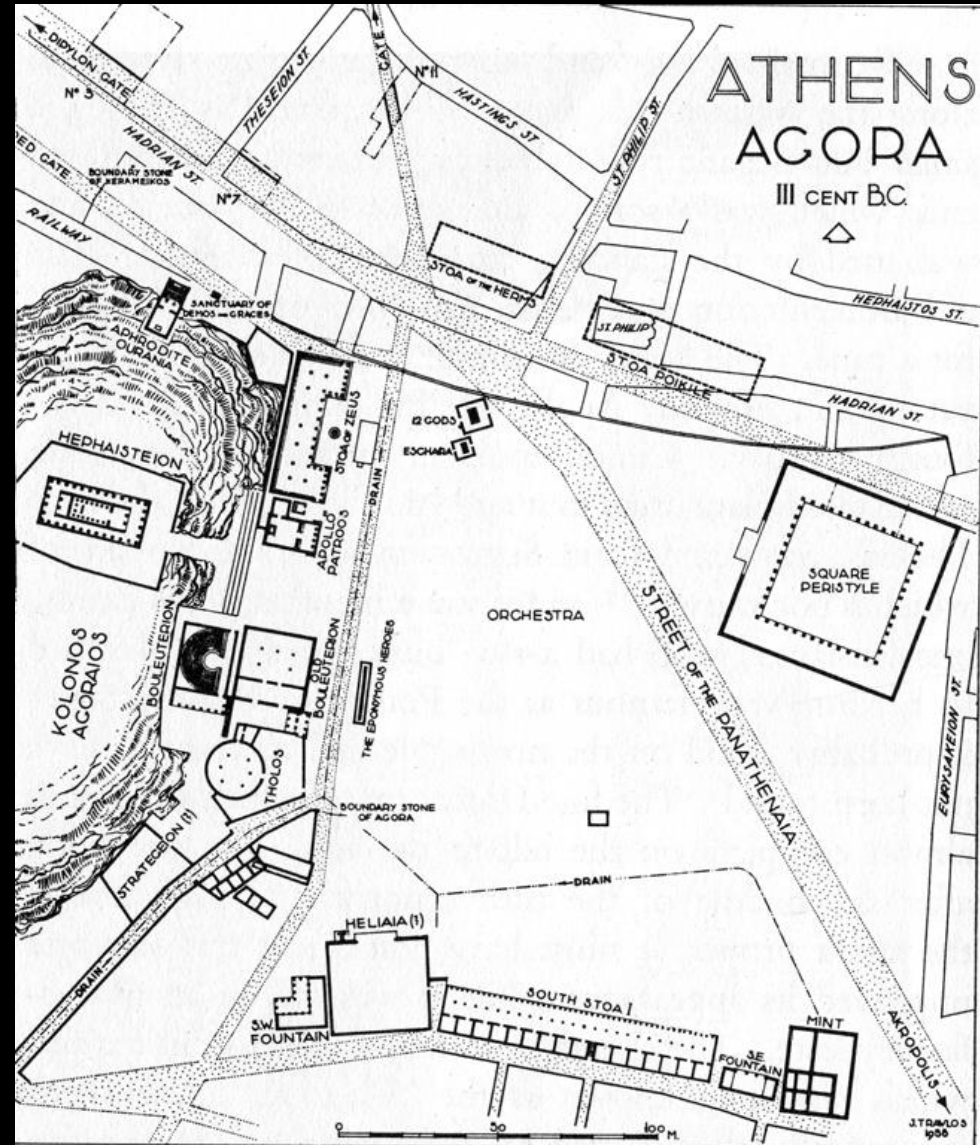 ATHENS
AGORA
III CENT B.C.
DIPYLON GATE
Nº 5
THESEION ST.
GATE
Nº 11
HASTINGS ST.
ST. PHILIP ST.
HADRIAN ST.
BOUNDARY STONE
OF KERAMEIKOS
RED GATE
Nº 7
RAILWAY
STOA OF THE HERMS
HEPHAISTOS ST.
SANCTUARY OF
DEMOS AND GRACES
APHRODITE
OURANIA
ST. PHILIP
STOA POIKILE
HADRIAN ST.
STOA OF ZEUS
12 GODS
ESCHARA
DRAIN
HEPHAISTEION
APOLLO
PATROOS
SQUARE
PERISTYLE
ORCHESTRA
STREET OF THE PANATHENAIA
KOLONOS
AGORAIOS
BOULEUTERION
OLD
BOULEUTERION
THE EPONYMOUS HEROES
THOLOS
EURYSAKEION ST.
BOUNDARY STONE
OF AGORA
STRATEGEION (?)
DRAIN
DRAIN
HELIAIA (?)
S.W.
FOUNTAIN
SOUTH STOA I
S.E.
FOUNTAIN
MINT
AKROPOLIS
0 50 100 M.
J. TRAVLOS